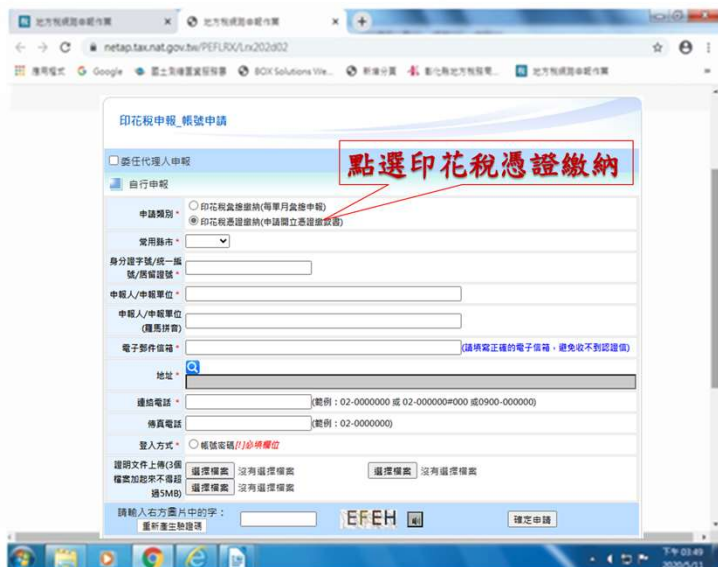 地方稅網路申報作業
地方稅網路申報作業
netap.tax.nat.gov.tw/PEFLRX/Lrx202d02
應用程式
Google
BOX Solutions We...
新增分頁
彰化縣地方稅務局...
地方稅網路申報作業
印花稅申報_帳號申請
點選印花稅憑證繳納
委任代理人申報
自行申報
申請類別*
印花稅彙總繳納(每單月彙總申報)
印花稅憑證繳納(申請開立憑證繳款書)
常用縣市*
身分證字號/統一編
號/居留證號*
申報人/申報單位*
申報人/申報單位
(羅馬拼音)
電子郵件信箱*
(請填寫正確的電子信箱，避免收不到認證信)
地址*
連絡電話*
(範例：02-0000000 或 02-000000#000 或0900-000000)
傳真電話
(範例：02-0000000)
登入方式*
帳號密碼(!)必填欄位
證明文件上傳(3個
檔案加起來不得超
過5MB)
選擇檔案 沒有選擇檔案
選擇檔案 沒有選擇檔案
選擇檔案 沒有選擇檔案
請輸入右方圖片中的字：
重新產生驗證碼
EFEH
確定申請
下午 03:49
2020/5/11